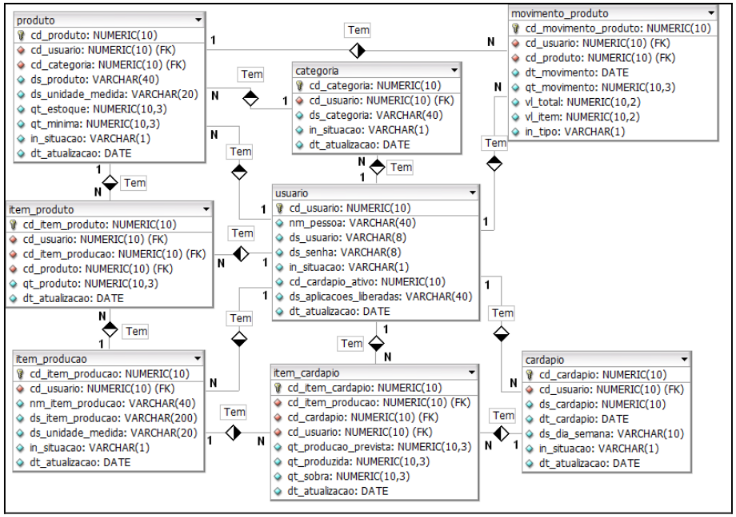 produto
cd_produto: NUMERIC(10)
cd_usuario: NUMERIC(10) (FK)
cd_categoria: NUMERIC(10) (FK)
ds_produto: VARCHAR(40)
ds_unidade_medida: VARCHAR(20)
qt_estoque: NUMERIC(10,3)
qt_minima: NUMERIC(10,3)
in_situacao: VARCHAR(1)
dt_atualizacao: DATE
1
Tem
N
movimento_produto
cd_movimento_produto: NUMERIC(10)
cd_usuario: NUMERIC(10) (FK)
cd_produto: NUMERIC(10) (FK)
dt_movimento: DATE
qt_movimento: NUMERIC(10,3)
vl_total: NUMERIC(10,2)
vl_item: NUMERIC(10,2)
in_tipo: VARCHAR(1)
N
Tem
1
categoria
cd_categoria: NUMERIC(10)
cd_usuario: NUMERIC(10) (FK)
ds_categoria: VARCHAR(40)
in_situacao: VARCHAR(1)
dt_atualizacao: DATE
N
Tem
1
N
Tem
1
N
Tem
1
1
Tem
N
usuario
cd_usuario: NUMERIC(10)
nm_pessoa: VARCHAR(40)
ds_usuario: VARCHAR(8)
ds_senha: VARCHAR(8)
in_situacao: VARCHAR(1)
cd_cardapio_ativo: NUMERIC(10)
ds_aplicacoes_liberadas: VARCHAR(40)
dt_atualizacao: DATE
item_produto
cd_item_produto: NUMERIC(10)
cd_usuario: NUMERIC(10) (FK)
cd_item_producao: NUMERIC(10) (FK)
cd_produto: NUMERIC(10) (FK)
qt_produto: NUMERIC(10,3)
dt_atualizacao: DATE
Tem
N
1
1
Tem
N
N
Tem
1
1
Tem
N
1
Tem
N
item_producao
cd_item_producao: NUMERIC(10)
cd_usuario: NUMERIC(10) (FK)
nm_item_producao: VARCHAR(40)
ds_item_producao: VARCHAR(200)
ds_unidade_medida: VARCHAR(20)
in_situacao: VARCHAR(1)
dt_atualizacao: DATE
1
Tem
N
item_cardapio
cd_item_cardapio: NUMERIC(10)
cd_item_producao: NUMERIC(10) (FK)
cd_cardapio: NUMERIC(10) (FK)
cd_usuario: NUMERIC(10) (FK)
qt_producao_prevista: NUMERIC(10,3)
qt_produzida: NUMERIC(10,3)
qt_sobra: NUMERIC(10,3)
dt_atualizacao: DATE
N
Tem
1
cardapio
cd_cardapio: NUMERIC(10)
cd_usuario: NUMERIC(10) (FK)
ds_cardapio: NUMERIC(10)
dt_cardapio: DATE
ds_dia_semana: VARCHAR(10)
in_situacao: VARCHAR(1)
dt_atualizacao: DATE